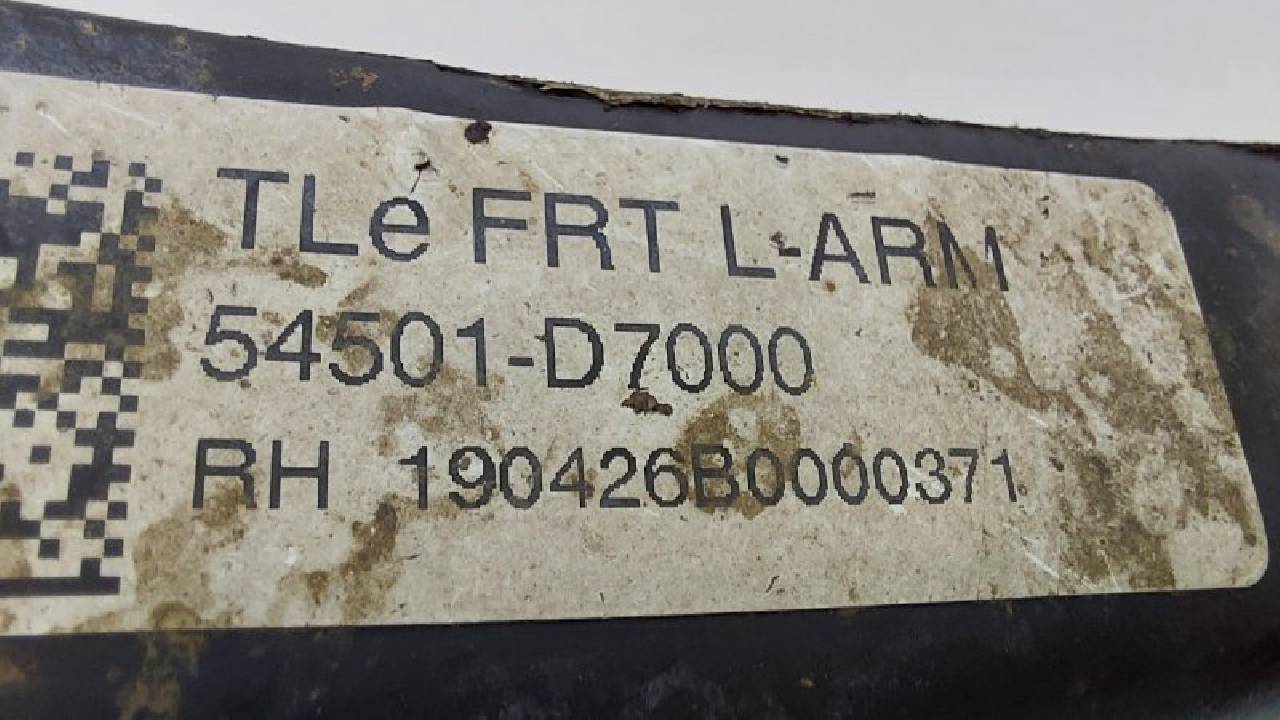 TLe FRT L-ARM
54501-D7000
RH 190426B0000371